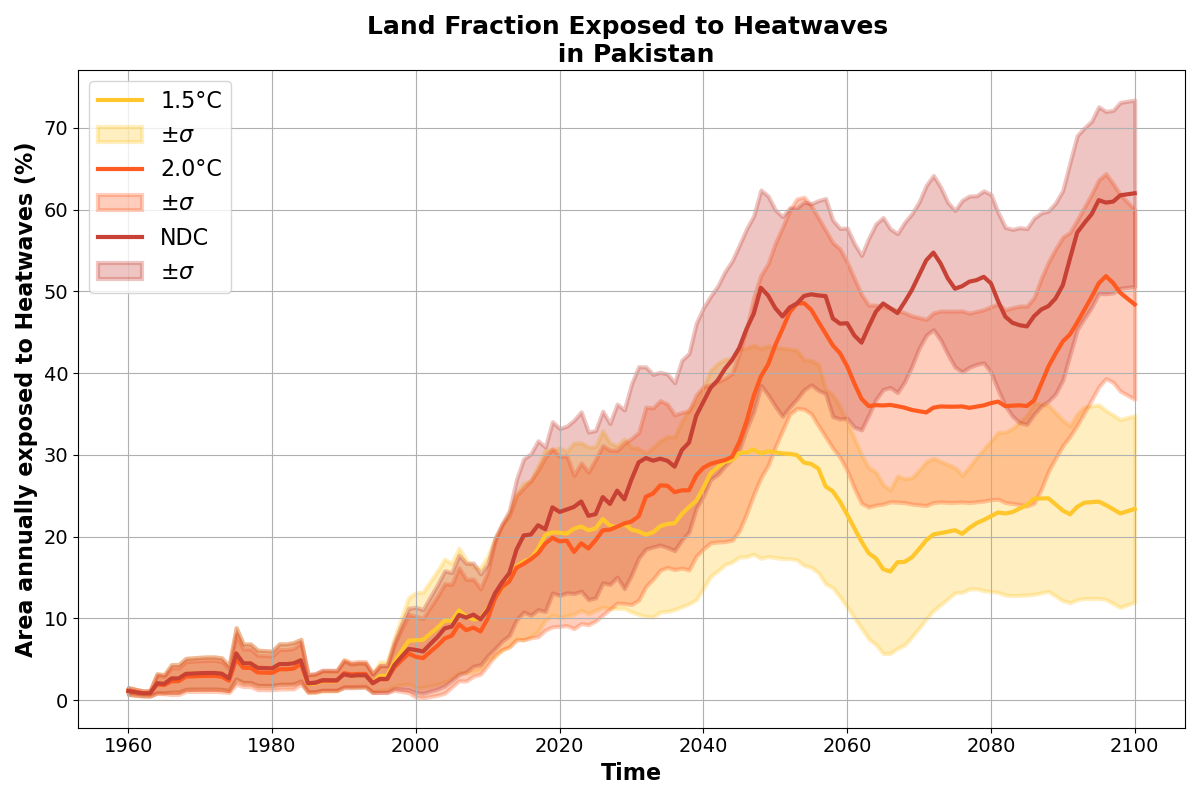 Land Fraction Exposed to Heatwaves
in Pakistan
1.5°C
±σ
2.0°C
±σ
NDC
±σ
Area annually exposed to Heatwaves (%)
70
60
50
40
30
20
10
0
1960 1980 2000 2020 2040 2060 2080 2100
Time